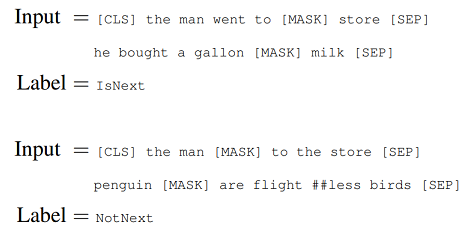 Input = [CLS] the man went to [MASK] store [SEP]
he bought a gallon [MASK] milk [SEP]
Label = IsNext
Input = [CLS] the man [MASK] to the store [SEP]
penguin [MASK] are flight ##less birds [SEP]
Label = NotNext